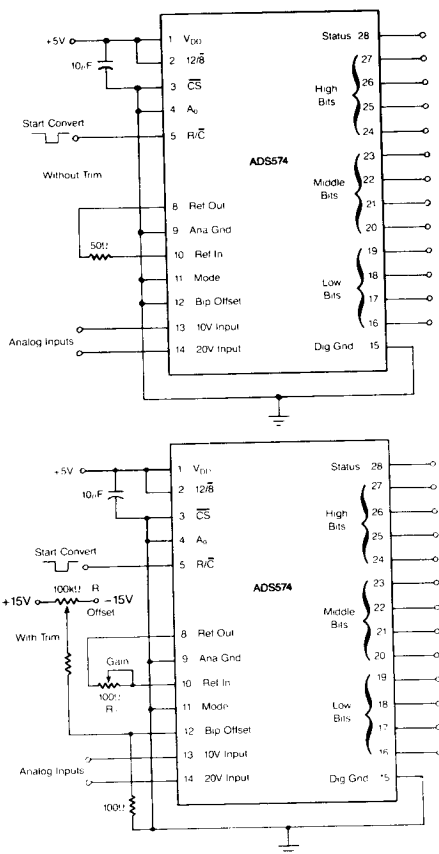 +5V
10μF
Start Convert
Without Trim
50Ω
Analog Inputs
1 V_DD
2 12/8̅
3 C̅S̅
4 A₀
5 R/C̅
8 Ref Out
9 Ana Gnd
10 Ref In
11 Mode
12 Bip Offset
13 10V Input
14 20V Input
ADS574
Status 28
27
High Bits
26
25
24
23
Middle Bits
22
21
20
19
Low Bits
18
17
16
Dig Gnd 15
+5V
10μF
Start Convert
+15V
100kΩ
R
-15V
Offset
With Trim
Gain
100Ω
R
Analog Inputs
100Ω
1 V_DD
2 12/8̅
3 C̅S̅
4 A₀
5 R/C̅
8 Ref Out
9 Ana Gnd
10 Ref In
11 Mode
12 Bip Offset
13 10V Input
14 20V Input
ADS574
Status 28
27
High Bits
26
25
24
23
Middle Bits
22
21
20
19
Low Bits
18
17
16
Dig Gnd 15